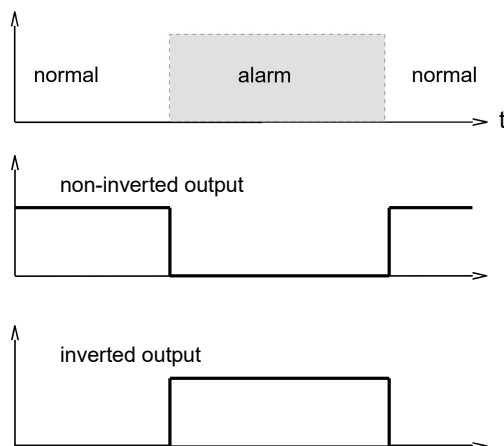 normal alarm normal
t
non-inverted output
inverted output